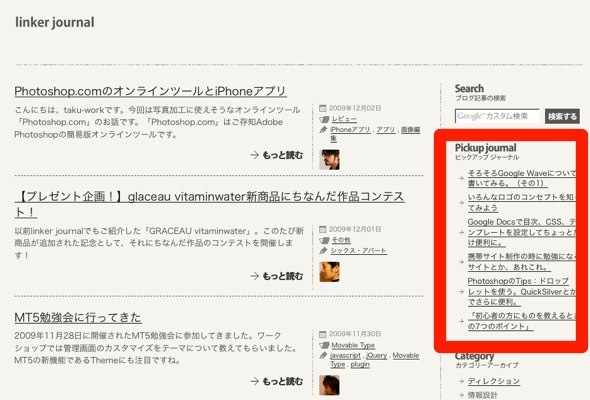 linker journal
Photoshop.comのオンラインツールとiPhoneアプリ
こんにちは、taku-workです。今回は写真加工に使えそうなオンラインツール
「Photoshop.com」のお話です。「Photoshop.com」はご存知Adobe
Photoshopの簡易版オンラインツールです。
もっと読む
2009年12月02日
レビュー
iPhoneアプリ , アプリ , 画像編
集
【プレゼント企画！】glaceau vitaminwater新商品にちなんだ作品コンテス
ト！
以前linker journalでもご紹介した「GRACEAU vitaminwater」。このたび新
商品が追加された記念として、それにちなんだ作品のコンテストを開催しま
す！
もっと読む
2009年12月01日
その他
シックス・アパート
MT5勉強会に行ってきた
2009年11月28日に開催されたMT5勉強会に参加してきました。ワーク
ショップでは管理画面のカスタマイズをテーマについて教えてもらいました。
MT5の新機能であるThemeにも注目ですね。
もっと読む
2009年11月30日
Movable Type
javascript , jQuery , Movable
Type , plugin
Search
ブログ記事の検索
Google™ カスタム検索
検索する
Pickup journal
ピックアップ ジャーナル
そろそろGoogle Waveについて
書いてみる。（その1）
いろんなロゴのコンセプトを知
てみよう
Google Docsで目次、CSS、テ
ンプレートを設定してちょっとだ
け便利に。
携帯サイト制作の時に勉強にな
サイトとか、あれこれ。
PhotoshopのTips：ドロップ
レットを使う。QuickSilverとか
でさらに便利。
「初心者の方にものを教えると
の7つのポイント」
Category
カテゴリーアーカイブ
ディレクション
情報設計